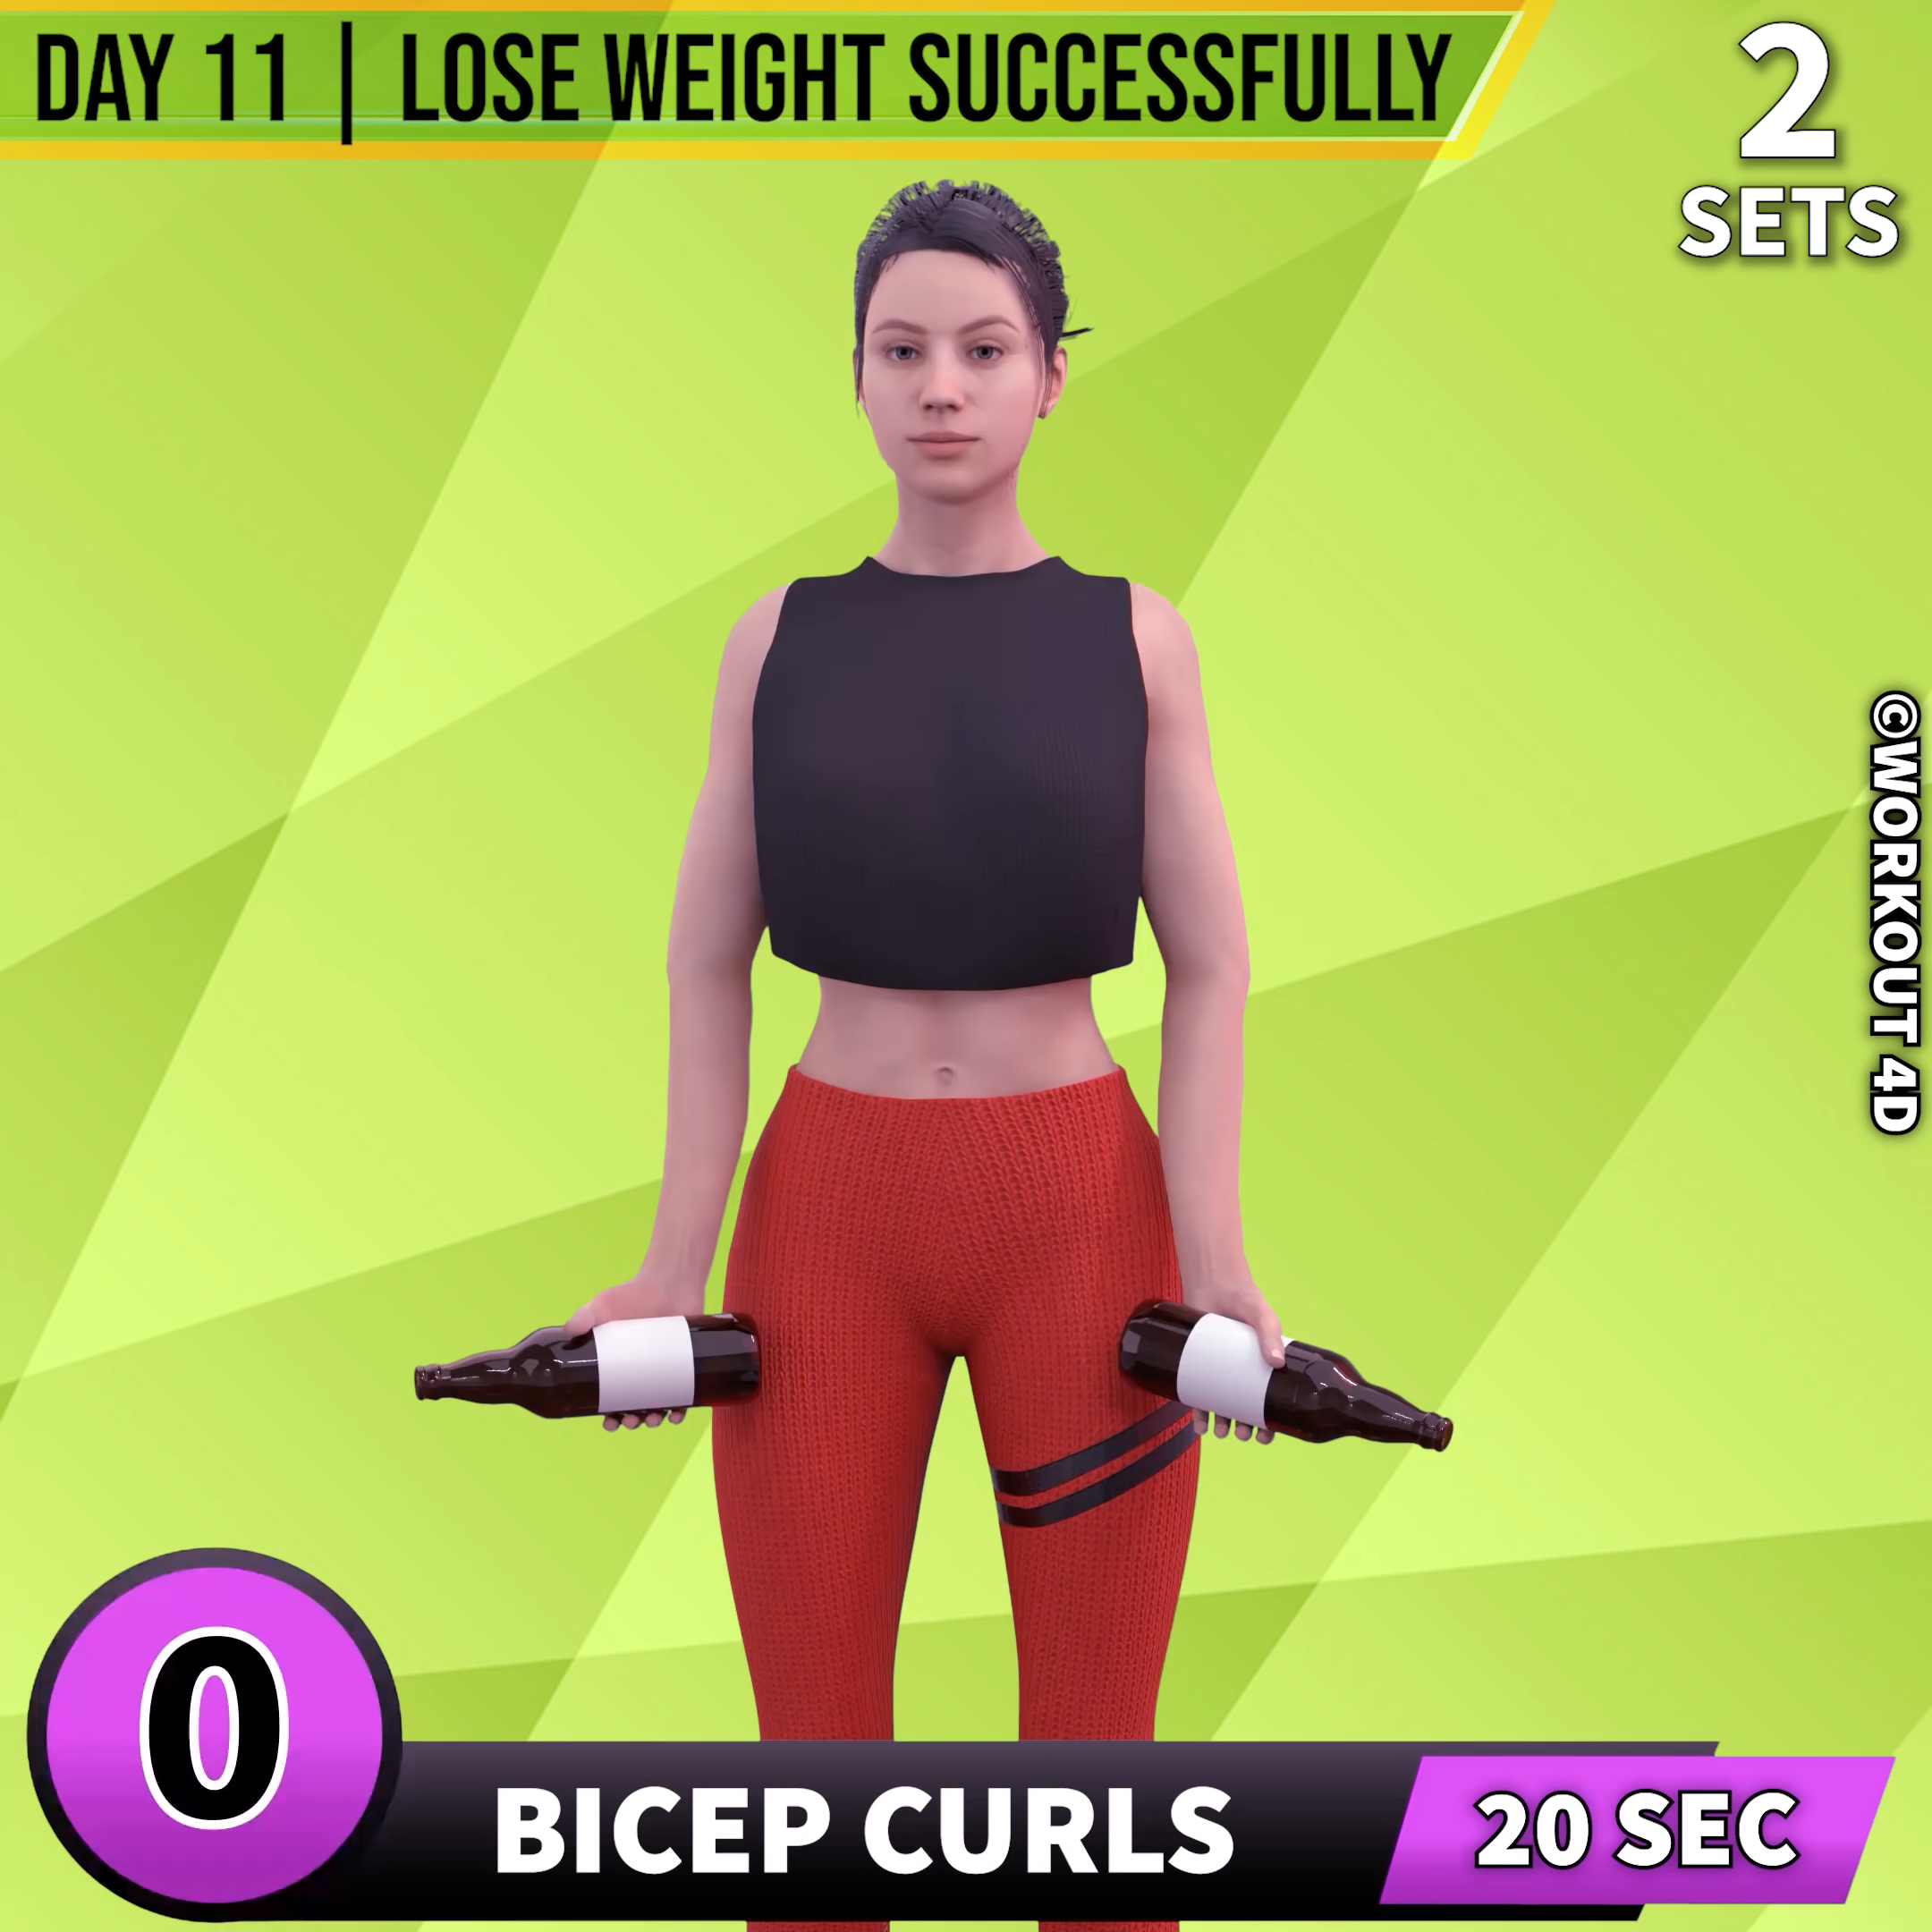 DAY 11 | LOSE WEIGHT SUCCESSFULLY
2
SETS
©WORKOUT 4D
0
BICEP CURLS
20 SEC